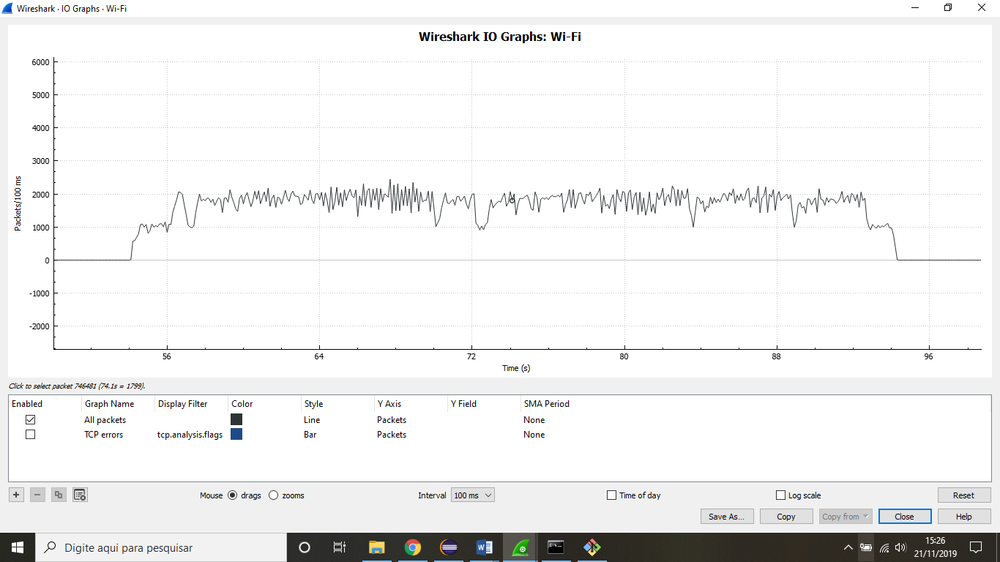 Wireshark · IO Graphs · Wi-Fi
Wireshark IO Graphs: Wi-Fi
6000
5000
4000
3000
2000
1000
0
-1000
-2000
Packets/100 ms
56 64 72 80 88 96
Time (s)
Click to select packet 746481 (74.1s = 1799).
Enabled Graph Name Display Filter Color Style Y Axis Y Field SMA Period
All packets Line Packets None
TCP errors tcp.analysis.flags Bar Packets None
Mouse drags zooms Interval 100 ms Time of day Log scale Reset
Save As... Copy Copy from Close Help
Digite aqui para pesquisar
15:26
21/11/2019